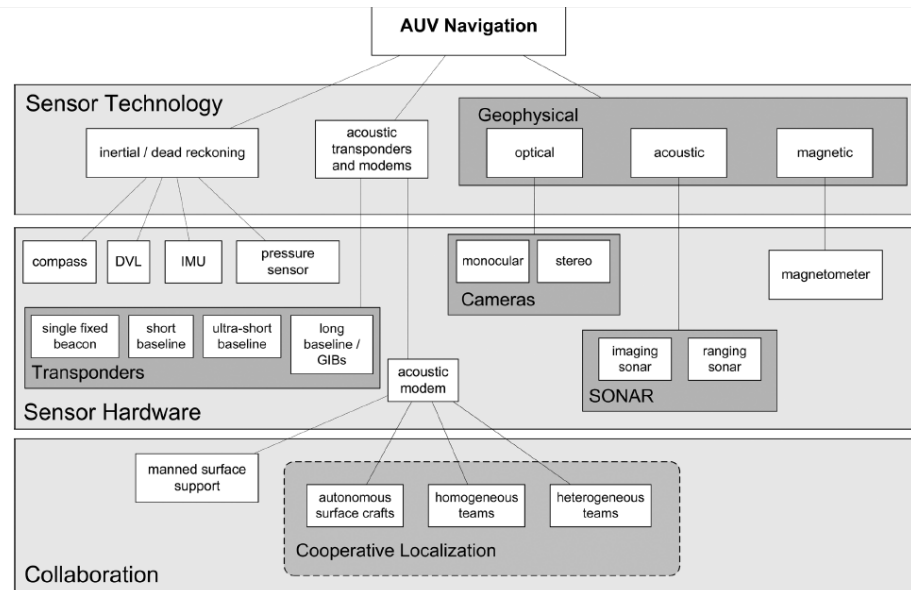 AUV Navigation
Sensor Technology
inertial / dead reckoning
acoustic
transponders
and modems
Geophysical
optical
acoustic
magnetic
compass
DVL
IMU
pressure
sensor
monocular
stereo
Cameras
magnetometer
single fixed
beacon
short
baseline
ultra-short
baseline
long
baseline /
GIBs
Transponders
acoustic
modem
imaging
sonar
ranging
sonar
SONAR
Sensor Hardware
manned surface
support
autonomous
surface crafts
homogeneous
teams
heterogeneous
teams
Cooperative Localization
Collaboration